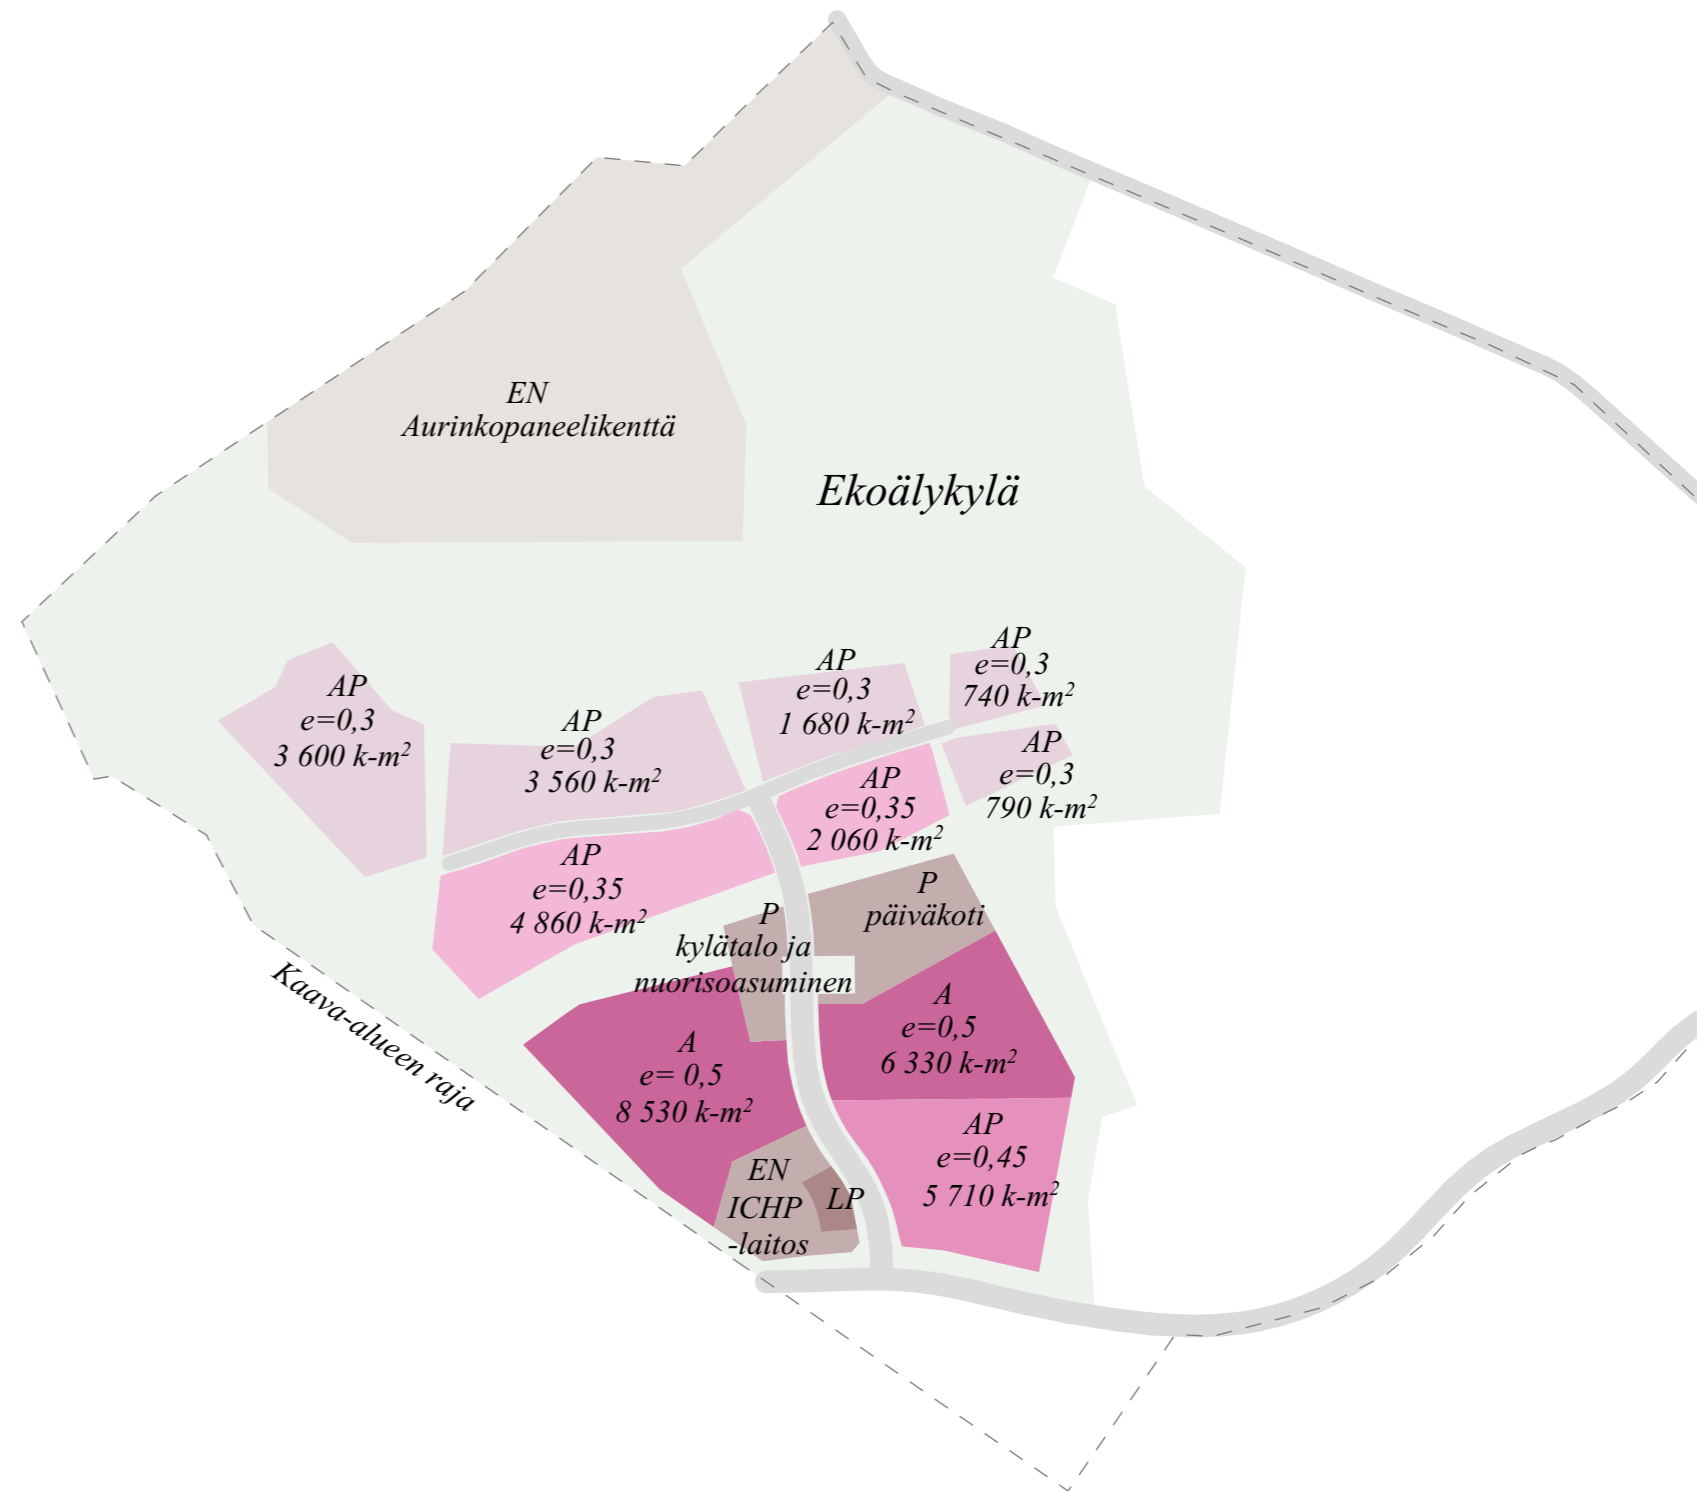 EN
Aurinkopaneelikenttä
Ekoälykylä
AP
e=0,3
3 600 k-m²
AP
e=0,3
3 560 k-m²
AP
e=0,3
1 680 k-m²
AP
e=0,3
740 k-m²
AP
e=0,3
790 k-m²
AP
e=0,35
2 060 k-m²
AP
e=0,35
4 860 k-m²
P
päiväkoti
P
kylätalo ja
nuorisoasuminen
A
e=0,5
6 330 k-m²
A
e= 0,5
8 530 k-m²
AP
e=0,45
5 710 k-m²
EN
ICHP
-laitos
LP
Kaava-alueen raja